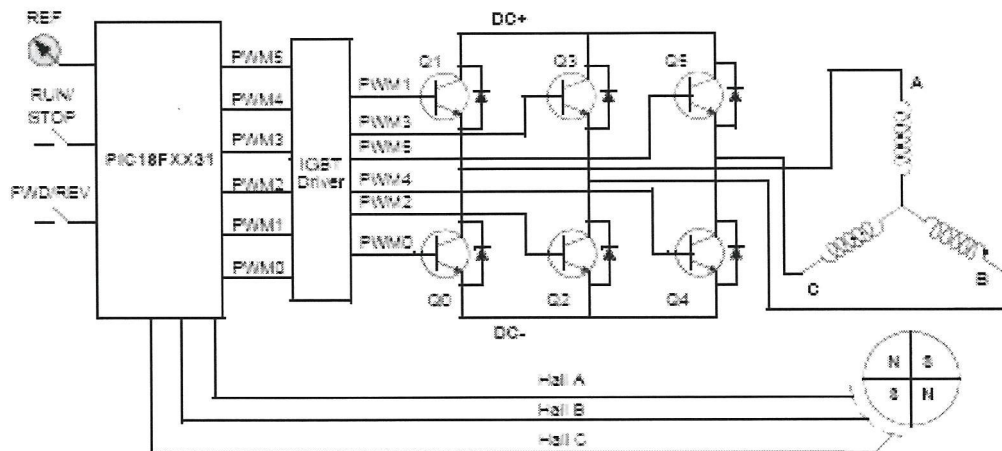 REF
RUN/
STOP
FWD/REV
PIC18FXX31
PWM5
PWM4
PWM3
PWM2
PWM1
PWM0
IGBT
Driver
PWM1
PWM3
PWM5
PWM4
PWM2
PWM0
DC+
Q1
Q3
Q5
Q0
Q2
Q4
DC-
A
C
B
N S
S N
Hall A
Hall B
Hall C